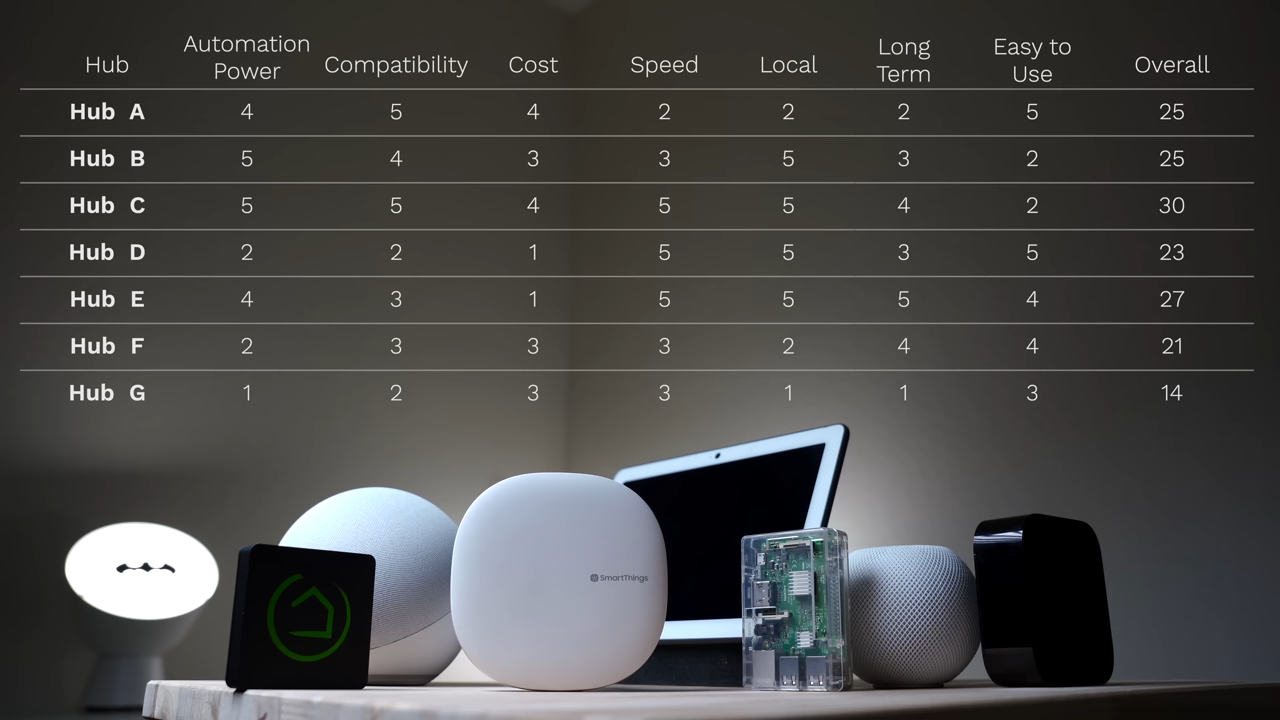 Hub Automation Power Compatibility Cost Speed Local Long Term Easy to Use Overall
Hub A 4 5 4 2 2 2 5 25
Hub B 5 4 3 3 5 3 2 25
Hub C 5 5 4 5 5 4 2 30
Hub D 2 2 1 5 5 3 5 23
Hub E 4 3 1 5 5 5 4 27
Hub F 2 3 3 3 2 4 4 21
Hub G 1 2 3 3 1 1 3 14
SmartThings